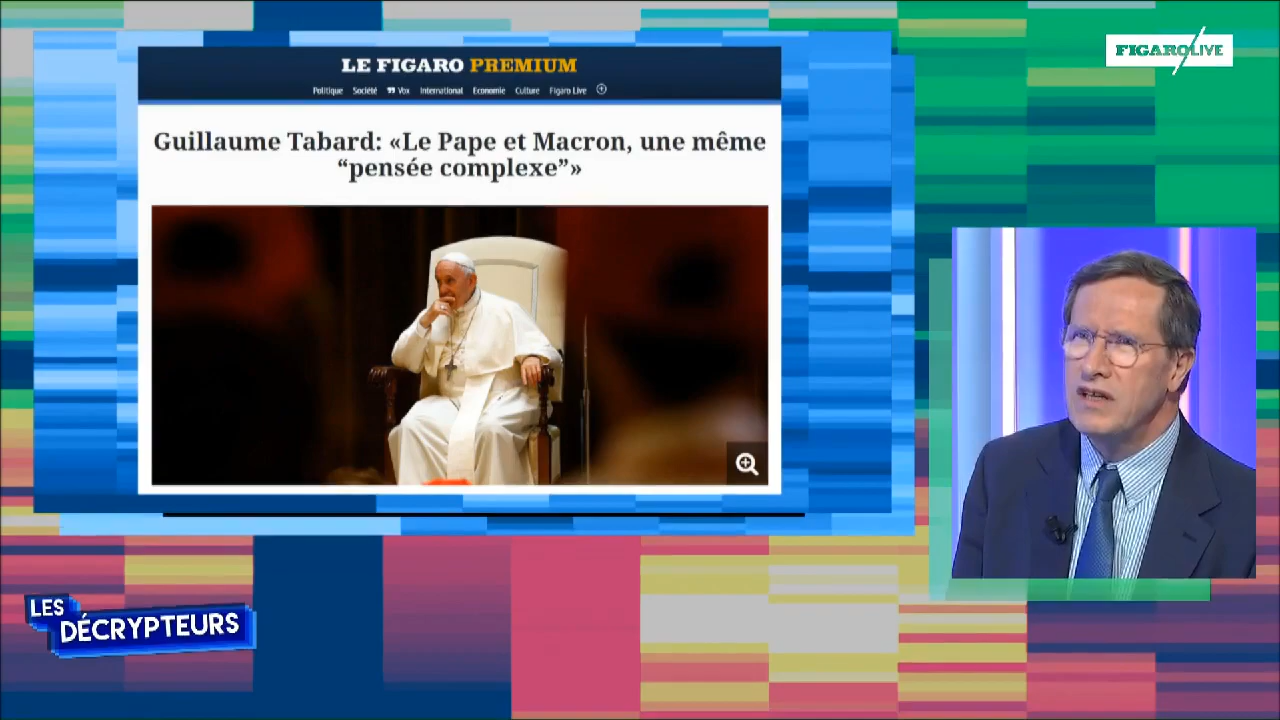 FIGARO LIVE
LE FIGARO PREMIUM
Politique Société Vox International Economie Culture Figaro Live
Guillaume Tabard: «Le Pape et Macron, une même
“pensée complexe”»
LES
DÉCRYPTEURS